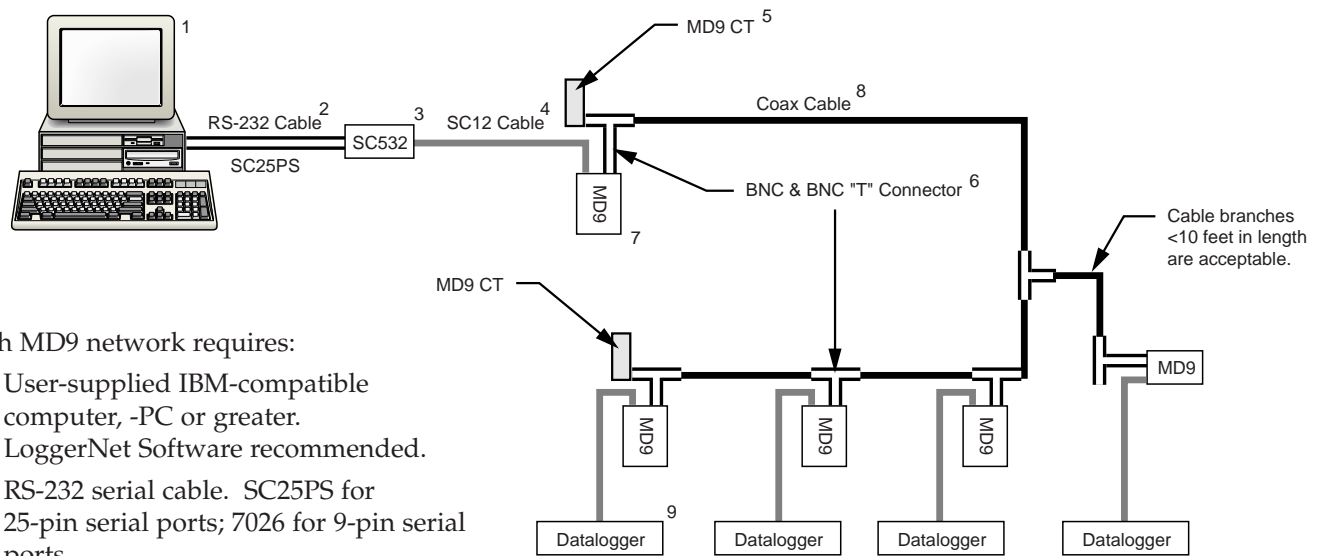 1
RS-232 Cable 2
SC25PS
3
SC532
SC12 Cable 4
MD9 CT 5
Coax Cable 8
BNC & BNC "T" Connector 6
MD9
7
Cable branches
<10 feet in length
are acceptable.
MD9 CT
MD9
MD9
MD9
MD9
9
Datalogger
Datalogger
Datalogger
Datalogger
h MD9 network requires:
User-supplied IBM-compatible
computer, -PC or greater.
LoggerNet Software recommended.
RS-232 serial cable. SC25PS for
25-pin serial ports; 7026 for 9-pin serial